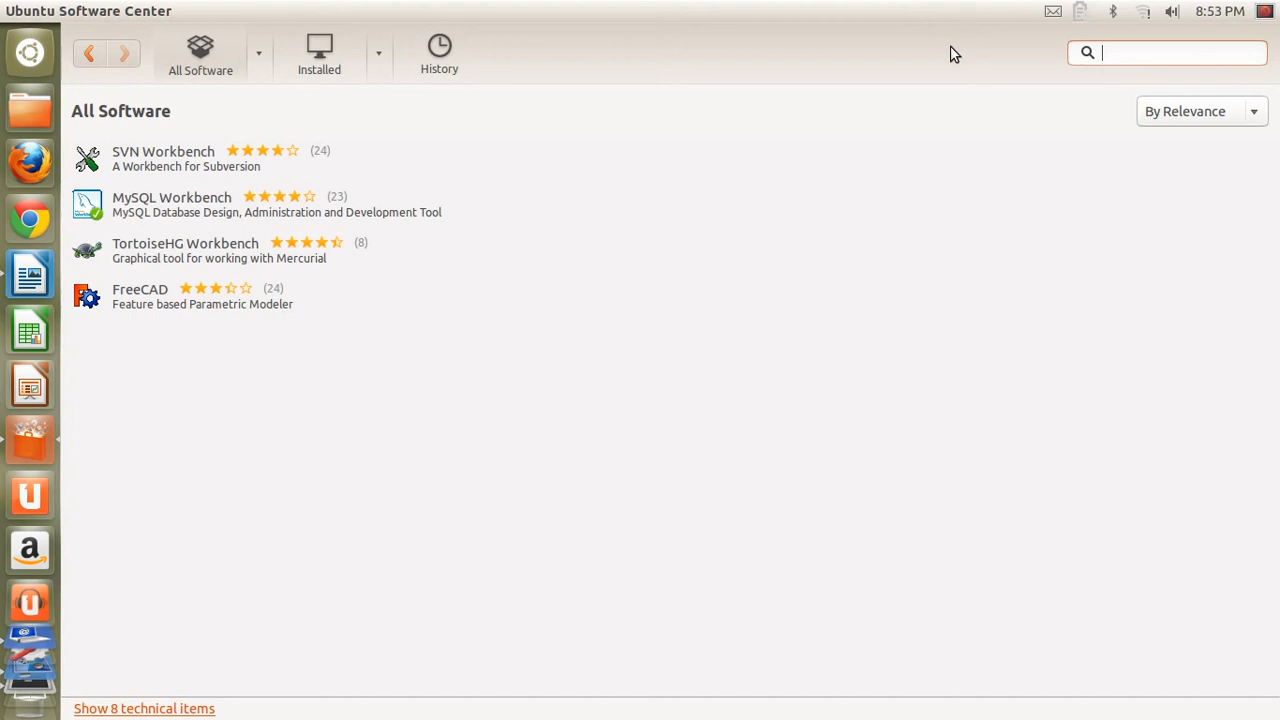 Ubuntu Software Center
8:53 PM
All Software
Installed
History
All Software
By Relevance
SVN Workbench (24)
A Workbench for Subversion
MySQL Workbench (23)
MySQL Database Design, Administration and Development Tool
TortoiseHG Workbench (8)
Graphical tool for working with Mercurial
FreeCAD (24)
Feature based Parametric Modeler
Show 8 technical items